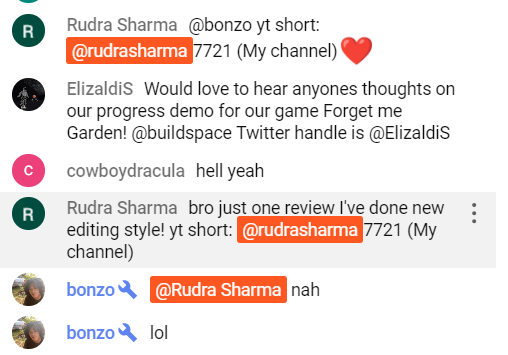 R
Rudra Sharma @bonzo yt short:
@rudrasharma7721 (My channel)
ElizaldiS Would love to hear anyones thoughts on
our progress demo for our game Forget me
Garden! @buildspace Twitter handle is @ElizaldiS
C
cowboydracula hell yeah
R
Rudra Sharma bro just one review I've done new
editing style! yt short: @rudrasharma7721 (My
channel)
bonzo @Rudra Sharma nah
bonzo lol